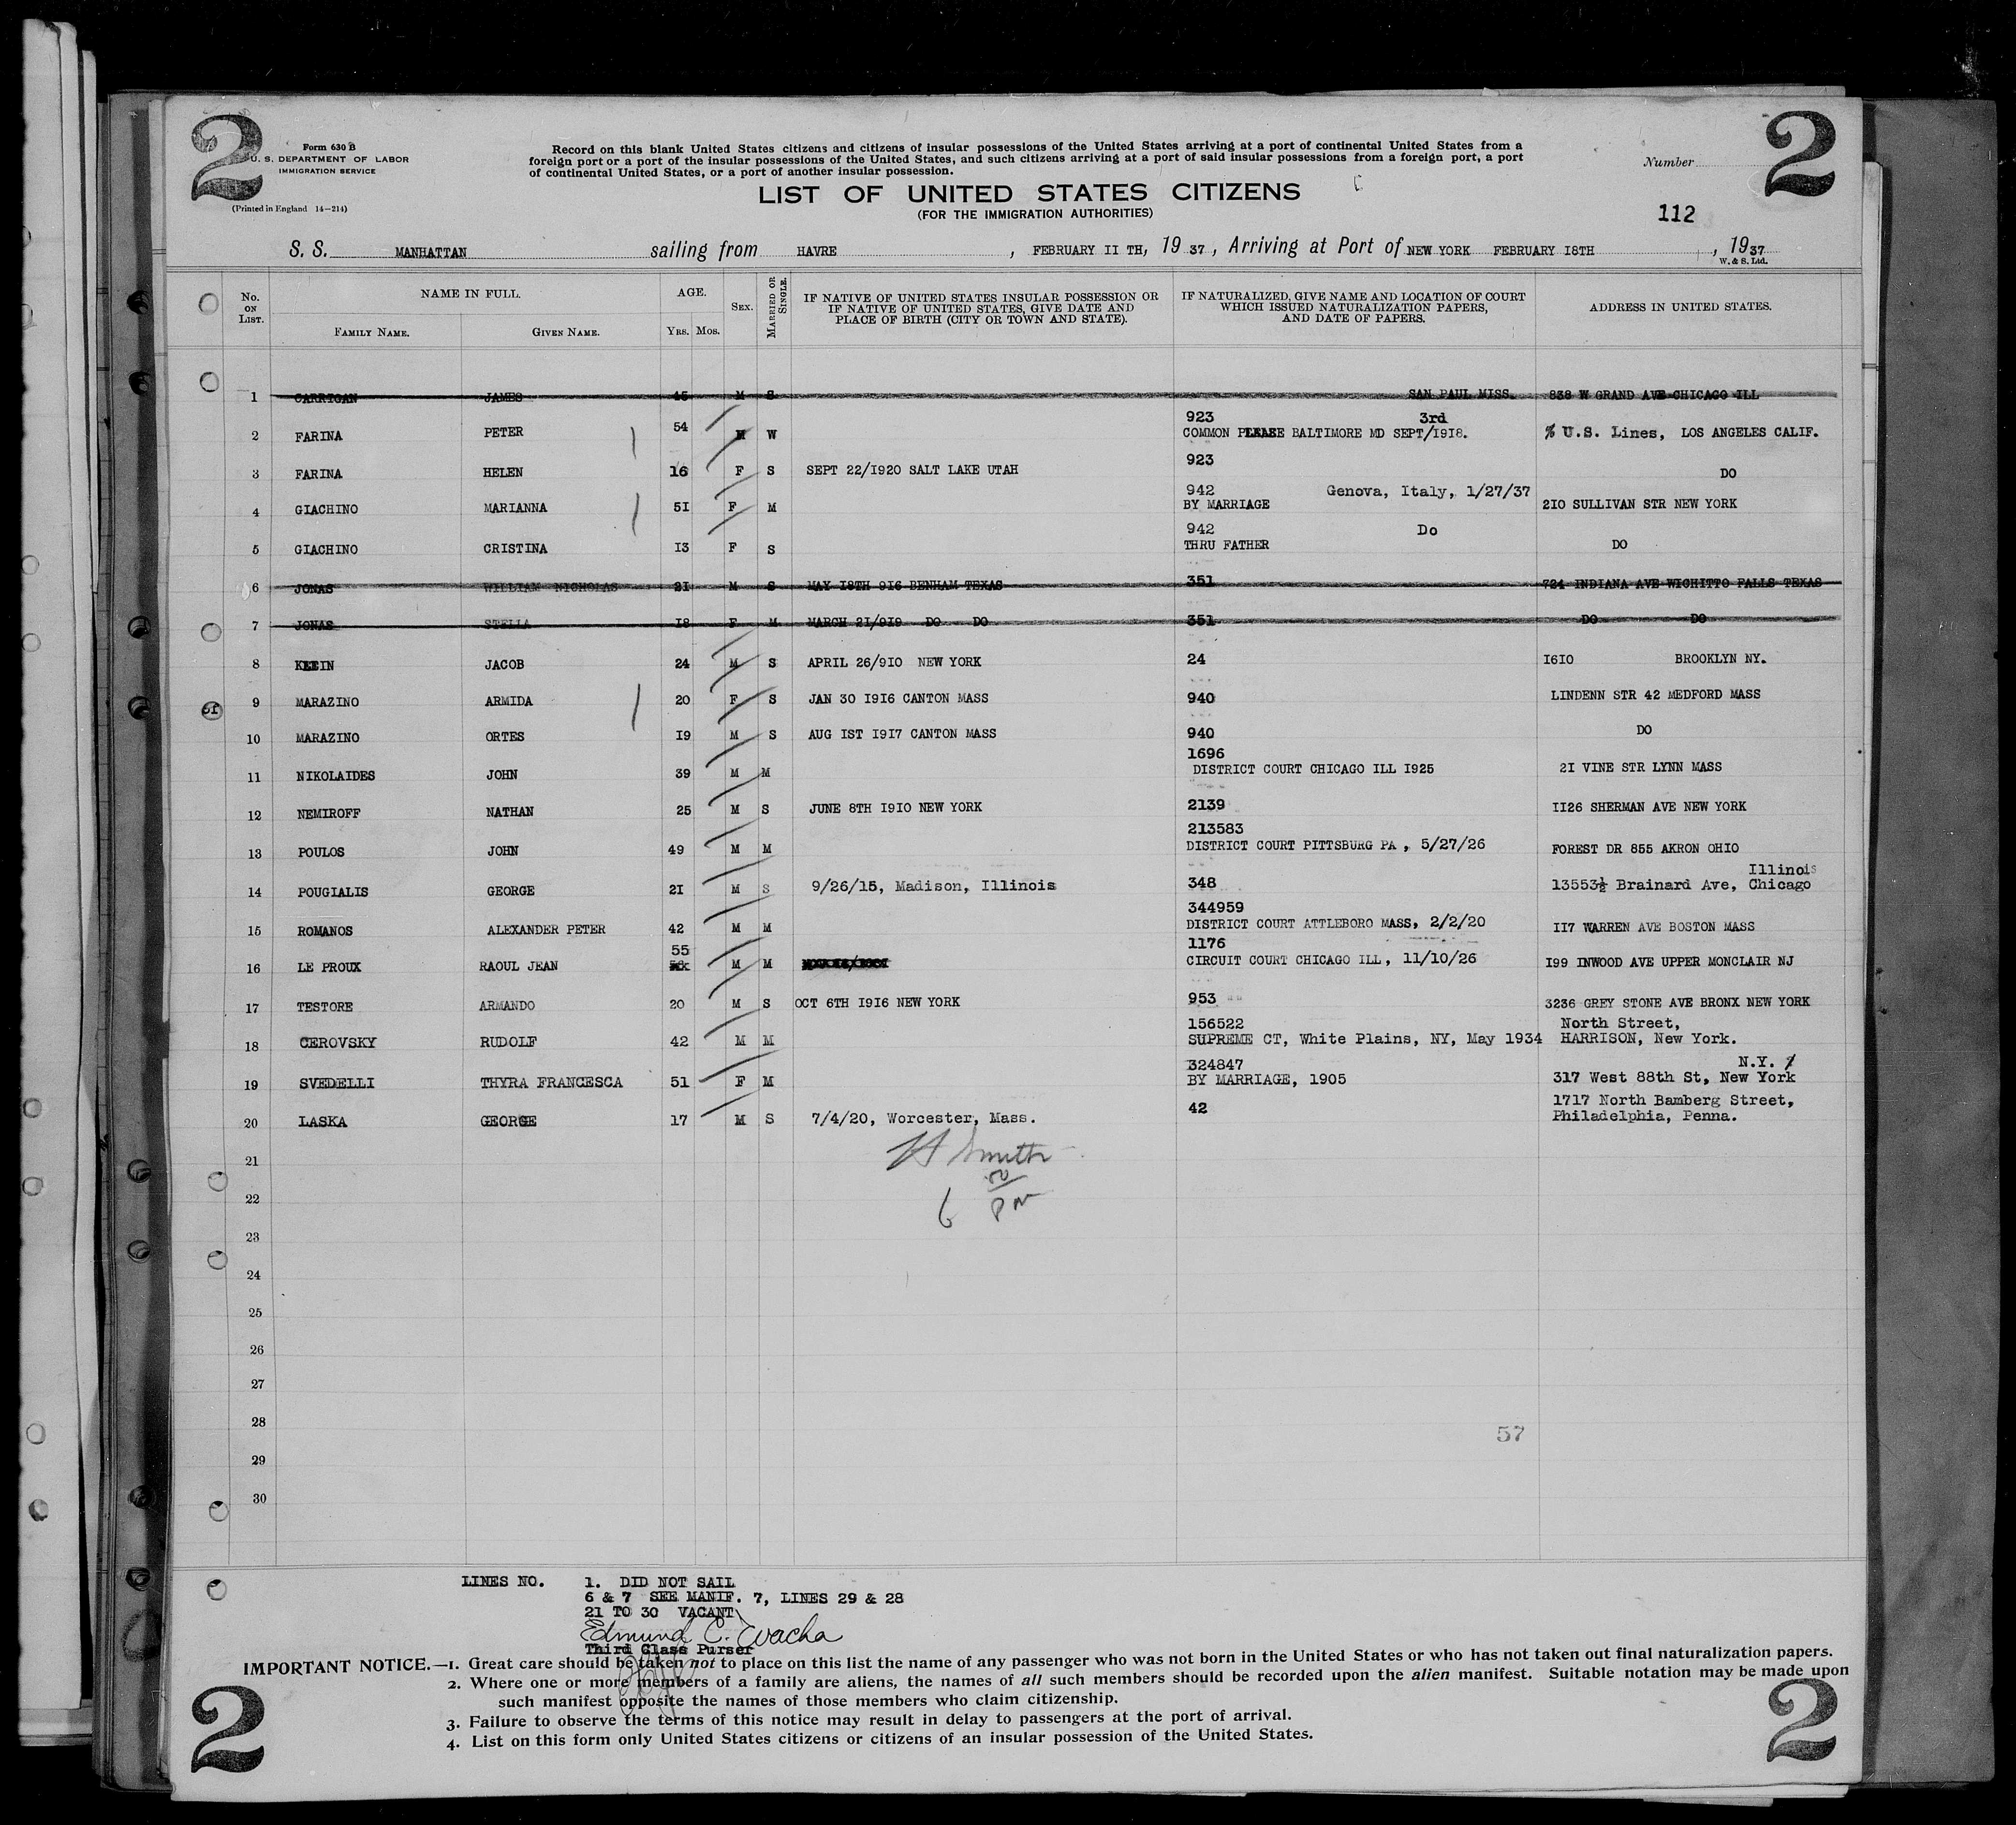 2
2
Form 630 B
U. S. DEPARTMENT OF LABOR
IMMIGRATION SERVICE
(Printed in England 14—214)
Record on this blank United States citizens and citizens of insular possessions of the United States arriving at a port of continental United States from a
foreign port or a port of the insular possessions of the United States, and such citizens arriving at a port of said insular possessions from a foreign port, a port
of continental United States, or a port of another insular possession.
Number
LIST OF UNITED STATES CITIZENS
(FOR THE IMMIGRATION AUTHORITIES)
112
S. S. MANHATTAN sailing from HAVRE , FEBRUARY II TH, 19 37 , Arriving at Port of NEW YORK FEBRUARY I8TH , 19 37
W. & S. Ltd.
No. ON LIST. NAME IN FULL. AGE. SEX. MARRIED OR SINGLE. IF NATIVE OF UNITED STATES INSULAR POSSESSION OR IF NATIVE OF UNITED STATES, GIVE DATE AND PLACE OF BIRTH (CITY OR TOWN AND STATE). IF NATURALIZED, GIVE NAME AND LOCATION OF COURT WHICH ISSUED NATURALIZATION PAPERS, AND DATE OF PAPERS. ADDRESS IN UNITED STATES.
FAMILY NAME. GIVEN NAME. YRS. MOS.
1 CARRIGAN JAMES 45 M S SAN PAUL MISS. 838 W GRAND AVE CHICAGO ILL
923 3rd
2 FARINA PETER 54 M W COMMON PLEASE BALTIMORE MD SEPT/I9I8. % U.S. Lines, LOS ANGELES CALIF.
923
3 FARINA HELEN 16 F S SEPT 22/I920 SALT LAKE UTAH DO
942 Genova, Italy, 1/27/37
4 GIACHINO MARIANNA 5I F M BY MARRIAGE 2I0 SULLIVAN STR NEW YORK
942 Do
5 GIACHINO CRISTINA I3 F S THRU FATHER DO
6 JONAS WILLIAM NICHOLAS 2I M S MAY I8TH 9I6 BENHAM TEXAS 351 724 INDIANA AVE WICHITTO FALLS TEXAS
7 JONAS STELLA I8 F M MARCH 2I/9I9 DO DO 351 DO DO
8 KLEIN JACOB 24 M S APRIL 26/9I0 NEW YORK 24 I6I0 BROOKLYN NY.
9 MARAZINO ARMIDA 20 F S JAN 30 I9I6 CANTON MASS 940 LINDENN STR 42 MEDFORD MASS
10 MARAZINO ORTES I9 M S AUG IST I9I7 CANTON MASS 940 DO
1696
11 NIKOLAIDES JOHN 39 M M DISTRICT COURT CHICAGO ILL I925 2I VINE STR LYNN MASS
12 NEMIROFF NATHAN 25 M S JUNE 8TH I9I0 NEW YORK 2139 II26 SHERMAN AVE NEW YORK
213583
13 POULOS JOHN 49 M M DISTRICT COURT PITTSBURG PA , 5/27/26 FOREST DR 855 AKRON OHIO
Illinois
14 POUGIALIS GEORGE 2I M S 9/26/15, Madison, Illinois 348 13553½ Brainard Ave, Chicago
344959
15 ROMANOS ALEXANDER PETER 42 M M DISTRICT COURT ATTLEBORO MASS, 2/2/20 II7 WARREN AVE BOSTON MASS
55 1176
16 LE PROUX RAOUL JEAN M M CIRCUIT COURT CHICAGO ILL, 11/10/26 I99 INWOOD AVE UPPER MONCLAIR NJ
17 TESTORE ARMANDO 20 M S OCT 6TH I9I6 NEW YORK 953 3236 GREY STONE AVE BRONX NEW YORK
156522 North Street,
18 CEROVSKY RUDOLF 42 M M SUPREME CT, White Plains, NY, May 1934 HARRISON, New York.
324847 N.Y.
19 SVEDELLI THYRA FRANCESCA 51 F M BY MARRIAGE, 1905 317 West 88th St, New York
1717 North Bamberg Street,
20 LASKA GEORGE 17 M S 7/4/20, Worcester, Mass. 42 Philadelphia, Penna.
H Smith
21
22
23
24
25
26
27
28
57
29
30
LINES NO. 1. DID NOT SAIL
6 & 7 SEE MANIF. 7, LINES 29 & 28
21 TO 30 VACANT
Edmund C. Wacha
Third Class Purser
IMPORTANT NOTICE.—1. Great care should be taken not to place on this list the name of any passenger who was not born in the United States or who has not taken out final naturalization papers.
2. Where one or more members of a family are aliens, the names of all such members should be recorded upon the alien manifest. Suitable notation may be made upon
such manifest opposite the names of those members who claim citizenship.
3. Failure to observe the terms of this notice may result in delay to passengers at the port of arrival.
4. List on this form only United States citizens or citizens of an insular possession of the United States.
2
2